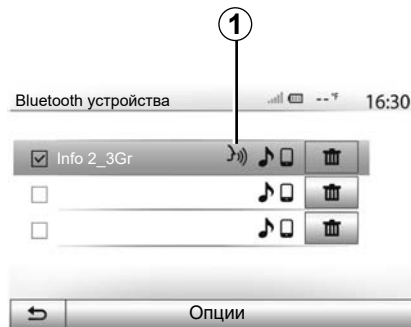 1
Bluetooth устройства --°F 16:30
Info 2_3Gr
Опции